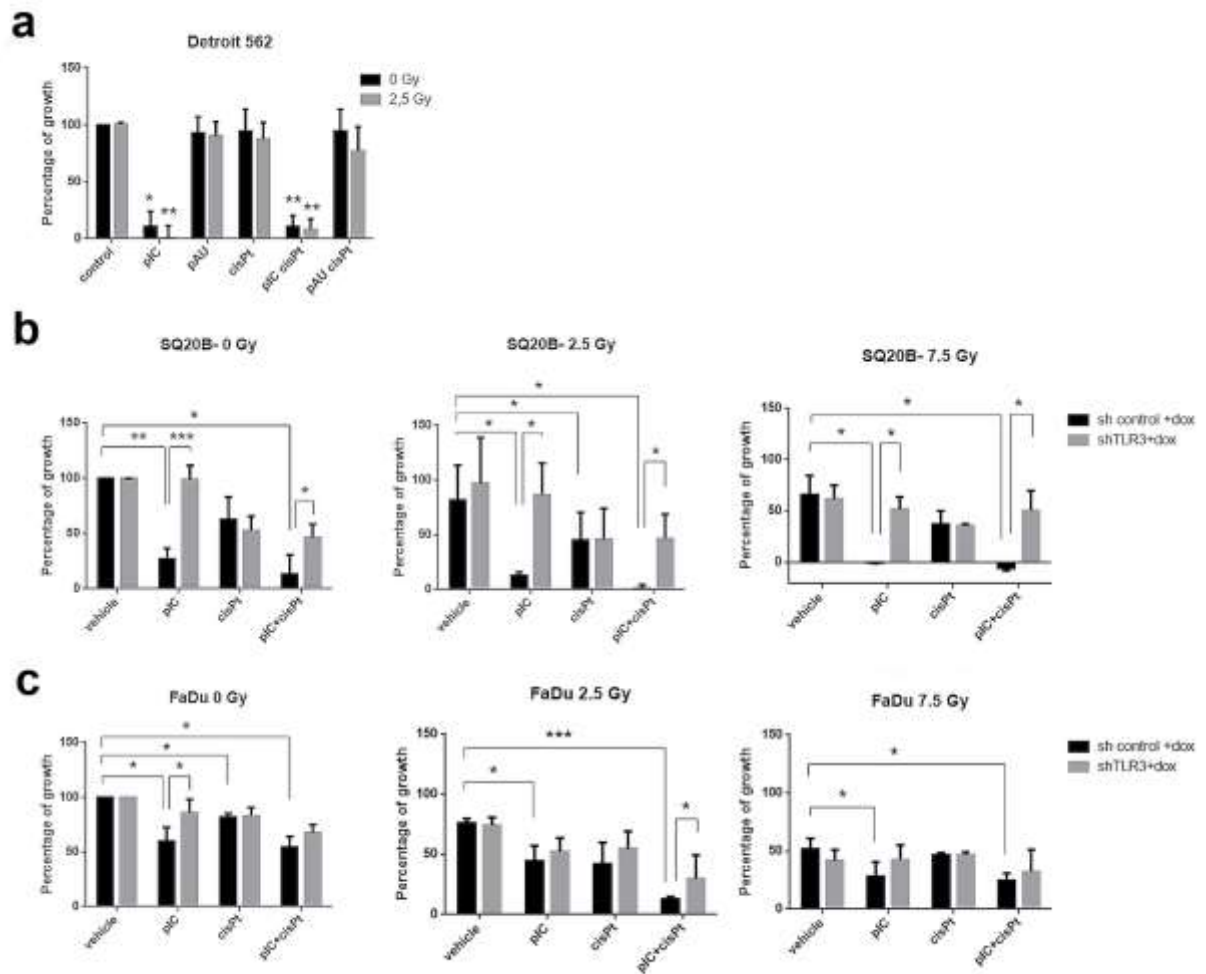 a
Detroit 562
Percentage of growth
150
100
50
0
0 Gy
2,5 Gy
* ** ** **
control pIC pAU cisPt pIC cisPt pAU cisPt
b
SQ20B- 0 Gy
Percentage of growth
150
100
50
0
*
** ***
*
vehicle pIC cisPt pIC+cisPt
SQ20B- 2.5 Gy
Percentage of growth
150
100
50
0
*
*
* *
*
vehicle pIC cisPt pIC+cisPt
SQ20B- 7.5 Gy
Percentage of growth
150
100
50
0
* *
* *
vehicle pIC cisPt pIC+cisPt
sh control +dox
shTLR3+dox
c
FaDu 0 Gy
Percentage of growth
150
100
50
0
*
*
* *
vehicle pIC cisPt pIC+cisPt
FaDu 2.5 Gy
Percentage of growth
150
100
50
0
***
*
*
vehicle pIC cisPt pIC+cisPt
FaDu 7.5 Gy
Percentage of growth
150
100
50
0
*
*
vehicle pIC cisPt pIC+cisPt
sh control +dox
shTLR3+dox